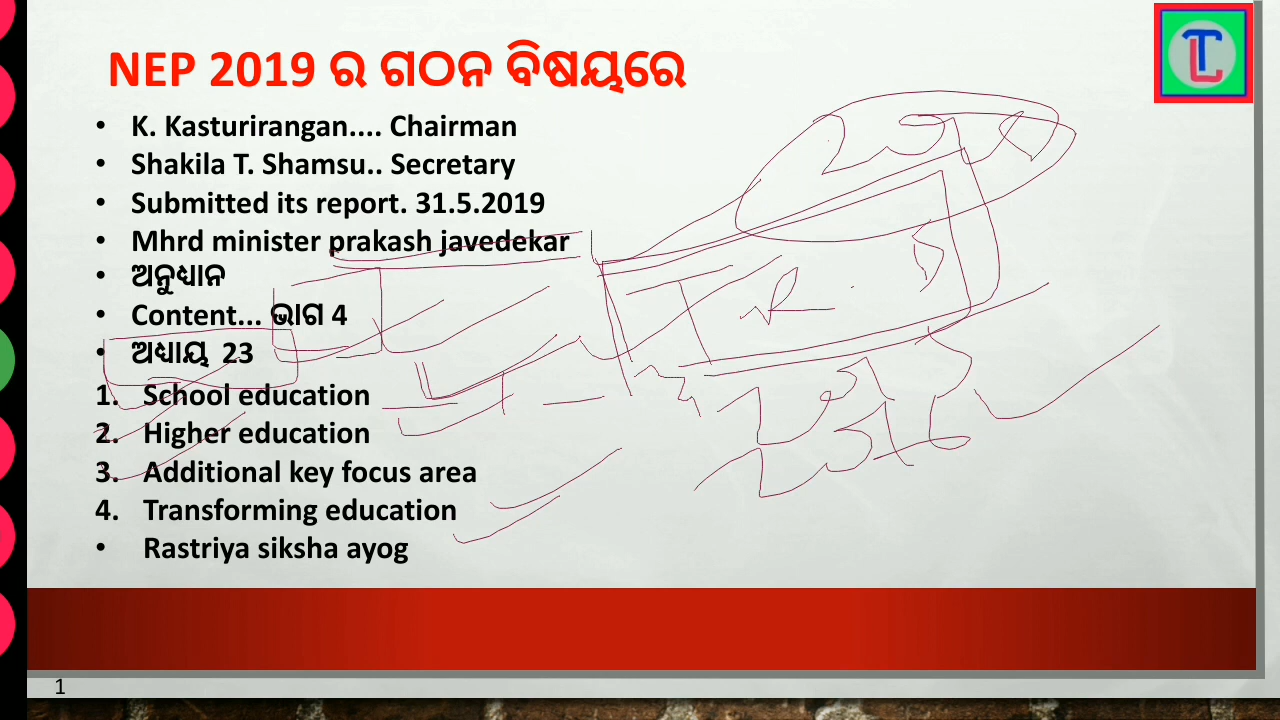 NEP 2019 ର ଗଠନ ବିଷୟରେ
• K. Kasturirangan.... Chairman
• Shakila T. Shamsu.. Secretary
• Submitted its report. 31.5.2019
• Mhrd minister prakash javedekar
• ଅନୁଧ୍ୟାନ
• Content... ଭାଗ 4
• ଅଧ୍ୟାୟ 23
1. School education
2. Higher education
3. Additional key focus area
4. Transforming education
• Rastriya siksha ayog
1